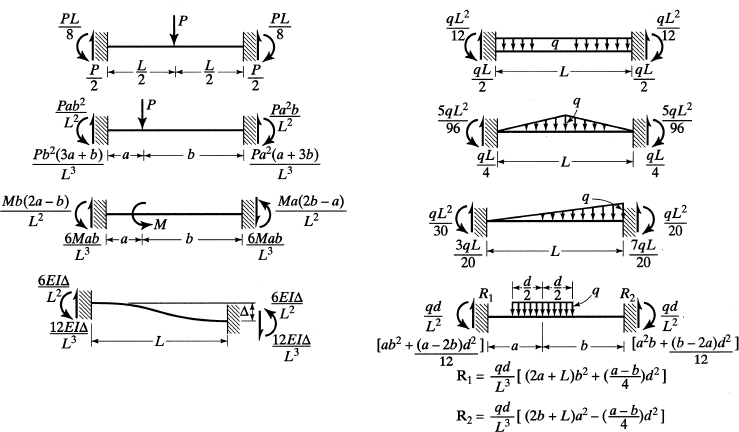 PL/8 P PL/8
P/2 L/2 L/2 P/2
Pab²/L² P Pa²b/L²
Pb²(3a + b)/L³ a b Pa²(a + 3b)/L³
Mb(2a – b)/L² M Ma(2b – a)/L²
6Mab/L³ a b 6Mab/L³
6EIΔ/L² Δ 6EIΔ/L²
12EIΔ/L³ L 12EIΔ/L³
qL²/12 q qL²/12
qL/2 L qL/2
5qL²/96 q 5qL²/96
qL/4 L qL/4
qL²/30 q qL²/20
3qL/20 L 7qL/20
R₁ d/2 d/2 q R₂
qd/L² qd/L²
[ab² + (a – 2b)d²/12] a b [a²b + (b – 2a)d²/12]
R₁ = qd/L³ [ (2a + L)b² + (a – b/4)d²]
R₂ = qd/L³ [ (2b + L)a² – (a – b/4)d²]